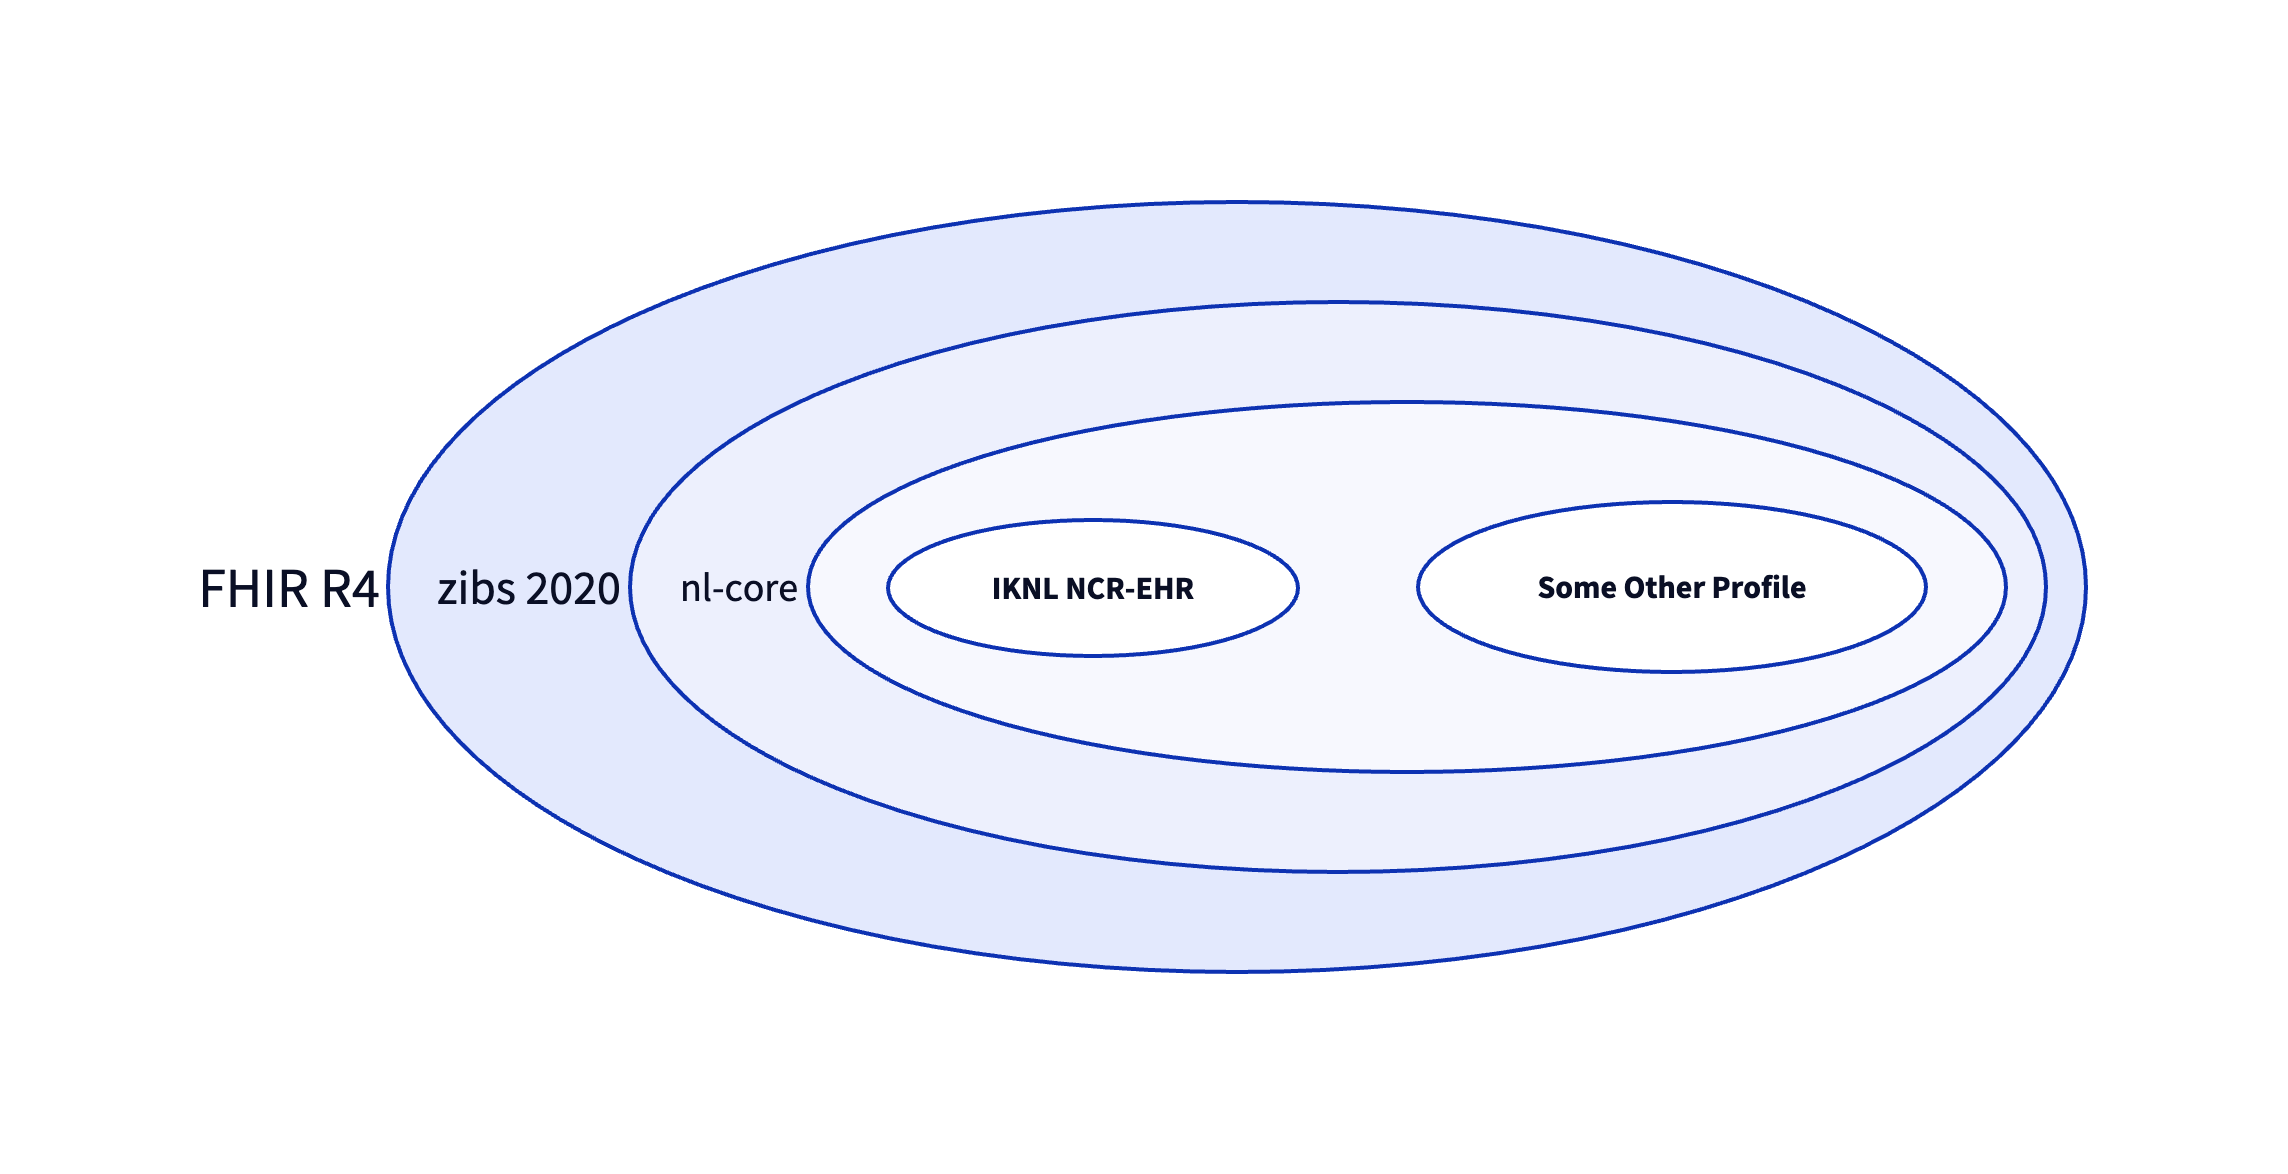 FHIR R4
zibs 2020
nl-core
IKNL NCR-EHR
Some Other Profile